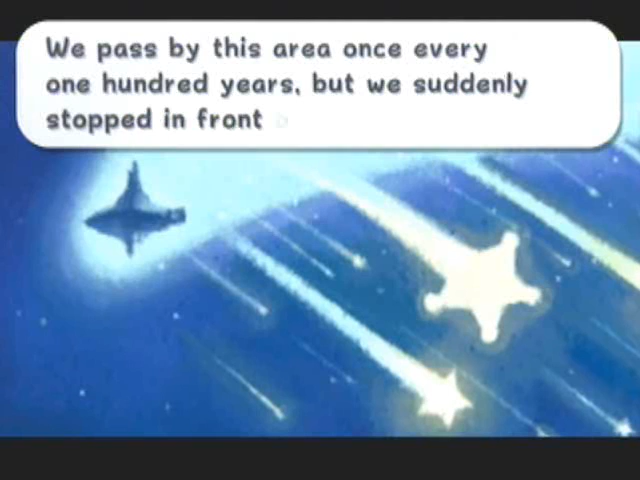 We pass by this area once every
one hundred years, but we suddenly
stopped in front